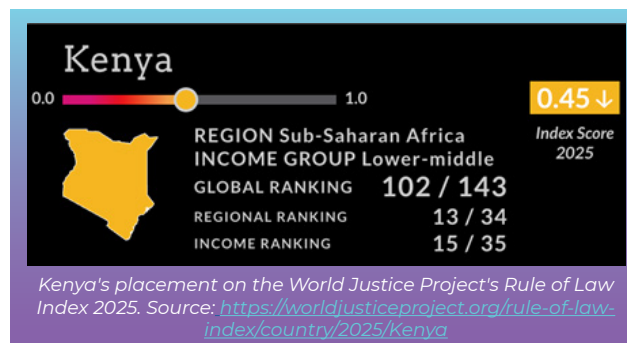 Kenya
0.0 1.0
0.45↓
Index Score
2025
REGION Sub-Saharan Africa
INCOME GROUP Lower-middle
GLOBAL RANKING 102 / 143
REGIONAL RANKING 13 / 34
INCOME RANKING 15 / 35
Kenya's placement on the World Justice Project's Rule of Law
Index 2025. Source: https://worldjusticeproject.org/rule-of-law-
index/country/2025/Kenya